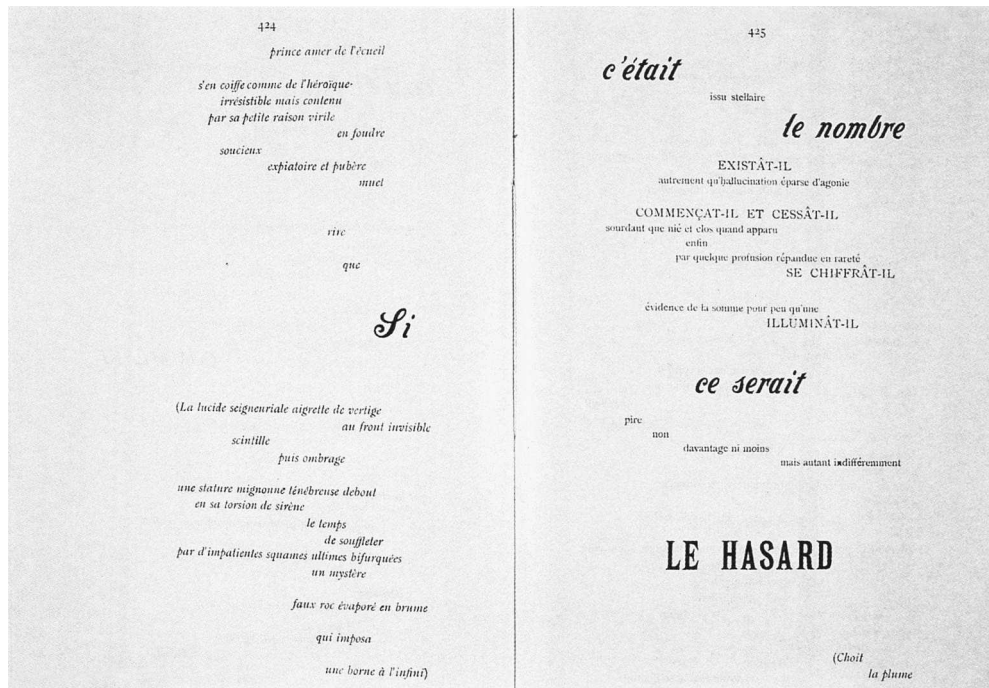 424
prince amer de l'écueil
s'en coiffe comme de l'héroïque
irrésistible mais contenu
par sa petite raison virile
en foudre
soucieux
expiatoire et pubère
muet
rire
que
Si
(La lucide seigneuriale aigrette de vertige
au front invisible
scintille
puis ombrage
une stature mignonne ténébreuse debout
en sa torsion de sirène
le temps
de souffleter
par d'impatientes squames ultimes bifurquées
un mystère
faux roc évaporé en brume
qui imposa
une borne à l'infini)
425
c'était
issu stellaire
le nombre
EXISTÂT-IL
autrement qu'hallucination éparse d'agonie
COMMENÇAT-IL ET CESSÂT-IL
sourdant que nié et clos quand apparu
enfin
par quelque profusion répandue en rareté
SE CHIFFRÂT-IL
évidence de la somme pour peu qu'une
ILLUMINÂT-IL
ce serait
pire
non
davantage ni moins
mais autant indifféremment
LE HASARD
(Choit
la plume